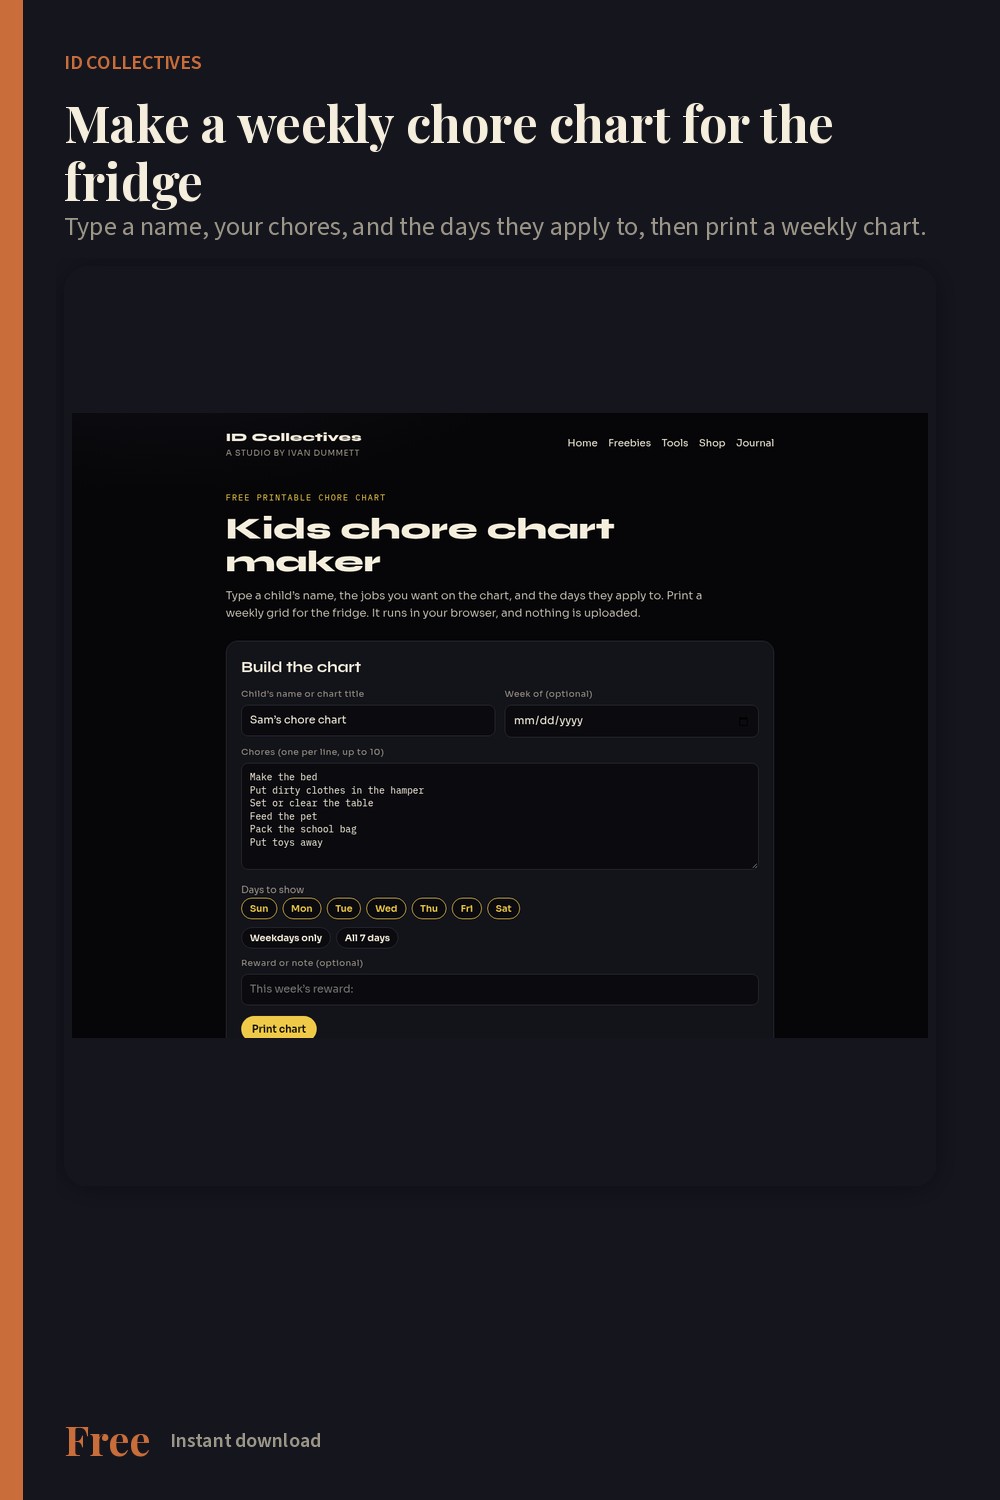 ID COLLECTIVES
Make a weekly chore chart for the
fridge
Type a name, your chores, and the days they apply to, then print a weekly chart.
ID Collectives
A STUDIO BY IVAN DUMMETT
Home Freebies Tools Shop Journal
FREE PRINTABLE CHORE CHART
Kids chore chart
maker
Type a child's name, the jobs you want on the chart, and the days they apply to. Print a
weekly grid for the fridge. It runs in your browser, and nothing is uploaded.
Build the chart
Child's name or chart title Week of (optional)
Sam's chore chart mm/dd/yyyy
Chores (one per line, up to 10)
Make the bed
Put dirty clothes in the hamper
Set or clear the table
Feed the pet
Pack the school bag
Put toys away
Days to show
Sun Mon Tue Wed Thu Fri Sat
Weekdays only All 7 days
Reward or note (optional)
This week's reward:
Print chart
Free Instant download